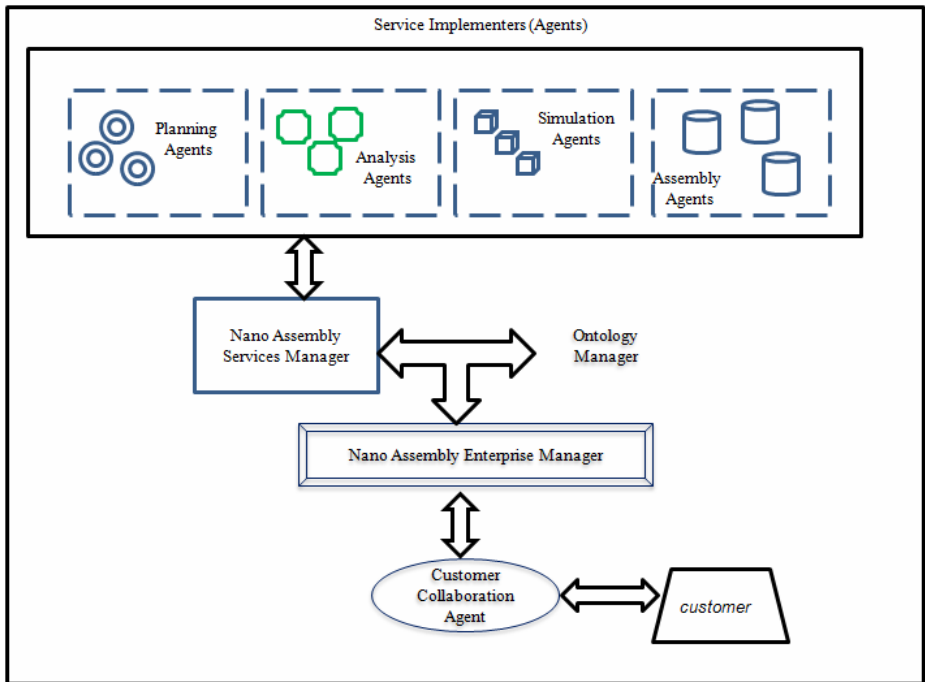 Service Implementers (Agents)
Planning
Agents
Analysis
Agents
Simulation
Agents
Assembly
Agents
Nano Assembly
Services Manager
Ontology
Manager
Nano Assembly Enterprise Manager
Customer
Collaboration
Agent
customer